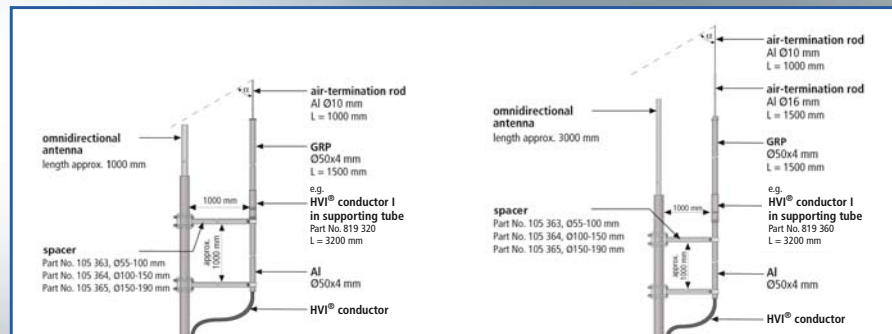 α
air-termination rod
Al Ø10 mm
L = 1000 mm
omnidirectional
antenna
length approx. 1000 mm
GRP
Ø50x4 mm
L = 1500 mm
1000 mm
e.g.
HVI® conductor I
in supporting tube
Part No. 819 320
L = 3200 mm
spacer
Part No. 105 363, Ø55-100 mm
Part No. 105 364, Ø100-150 mm
Part No. 105 365, Ø150-190 mm
approx.
1000 mm
Al
Ø50x4 mm
HVI® conductor
α
air-termination rod
Al Ø10 mm
L = 1000 mm
air-termination rod
Al Ø16 mm
L = 1500 mm
omnidirectional
antenna
length approx. 3000 mm
GRP
Ø50x4 mm
L = 1500 mm
1000 mm
e.g.
HVI® conductor I
in supporting tube
Part No. 819 360
L = 3200 mm
spacer
Part No. 105 363, Ø55-100 mm
Part No. 105 364, Ø100-150 mm
Part No. 105 365, Ø150-190 mm
approx.
1000 mm
Al
Ø50x4 mm
HVI® conductor